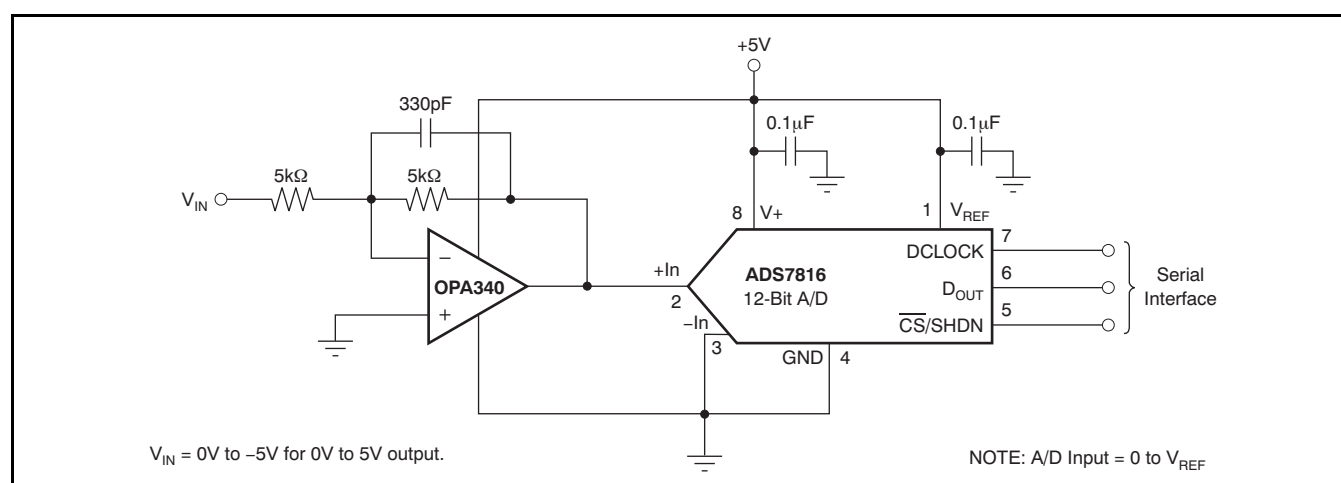 +5V
330pF
0.1μF
0.1μF
5kΩ
5kΩ
V_IN
8
V+
1
V_REF
7
DCLOCK
+In
ADS7816
6
Serial
OPA340
2
12-Bit A/D
D_OUT
Interface
–In
5
C̅S̅/SHDN
3
GND
4
−
+
V_IN = 0V to –5V for 0V to 5V output.
NOTE: A/D Input = 0 to V_REF